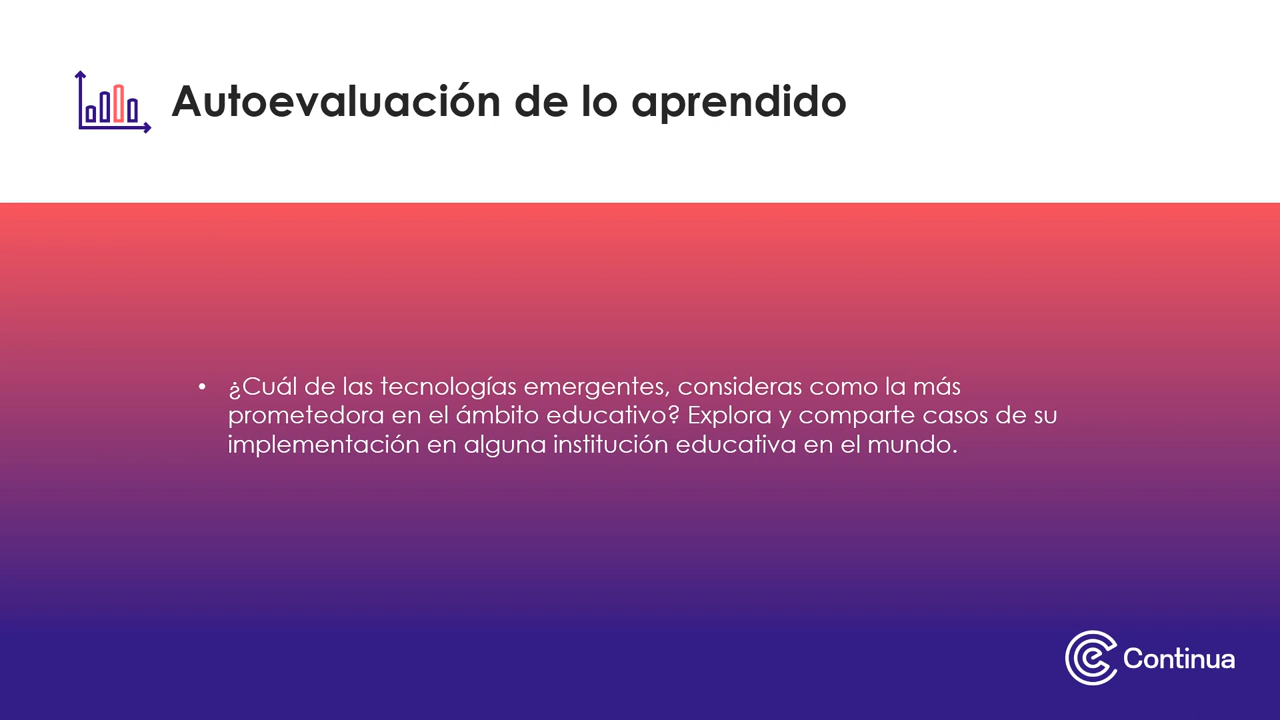 Autoevaluación de lo aprendido
• ¿Cuál de las tecnologías emergentes, consideras como la más
prometedora en el ámbito educativo? Explora y comparte casos de su
implementación en alguna institución educativa en el mundo.
Continua